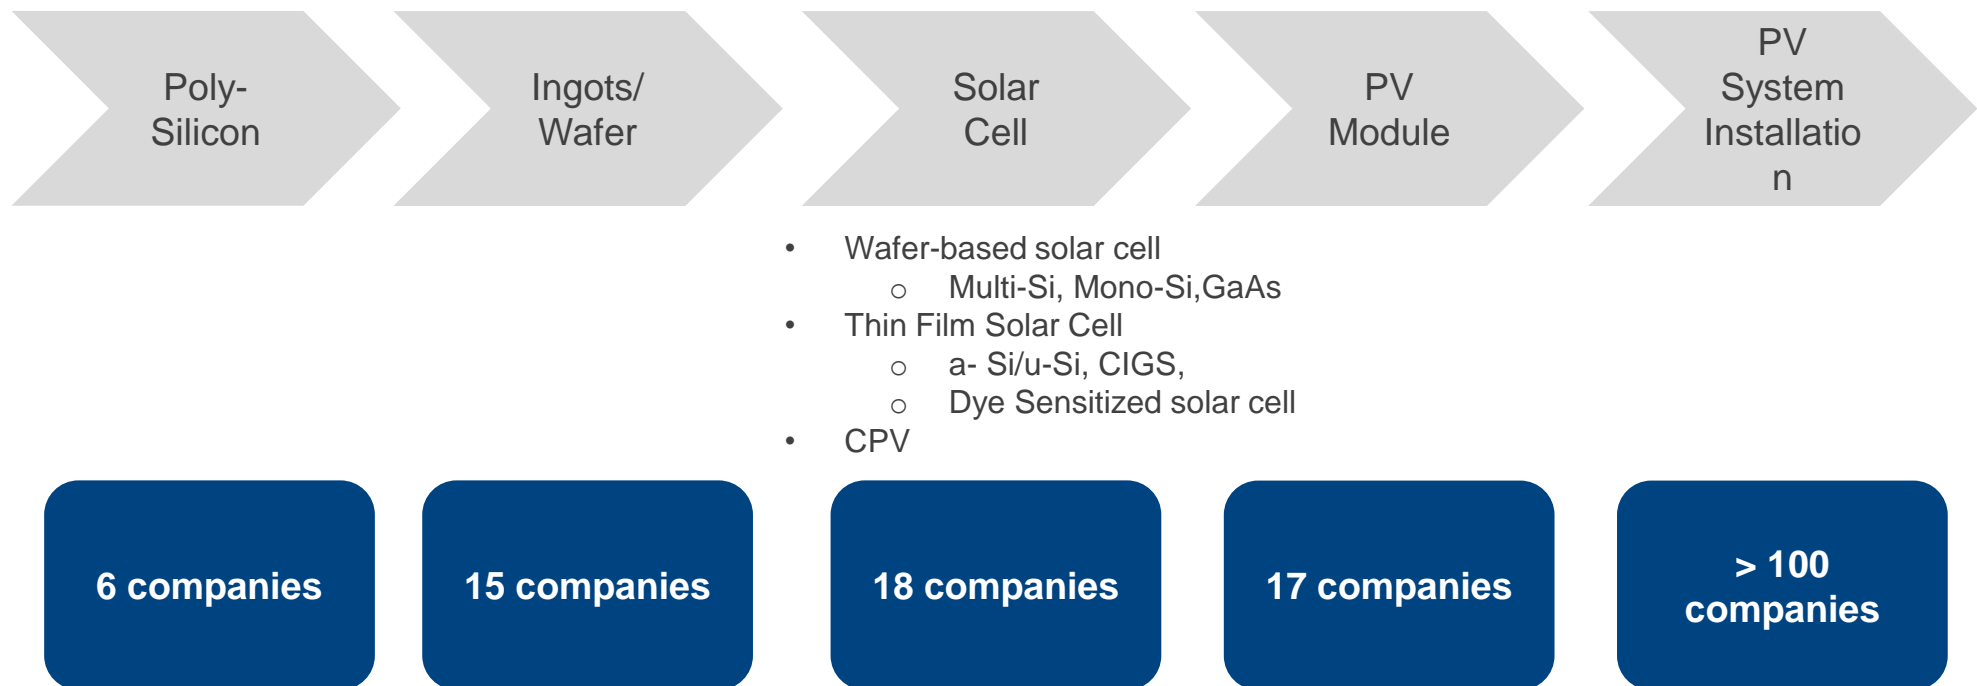 Poly-
Silicon
Ingots/
Wafer
Solar
Cell
PV
Module
PV
System
Installatio
n
• Wafer-based solar cell
o Multi-Si, Mono-Si,GaAs
• Thin Film Solar Cell
o a- Si/u-Si, CIGS,
o Dye Sensitized solar cell
• CPV
6 companies
15 companies
18 companies
17 companies
> 100
companies